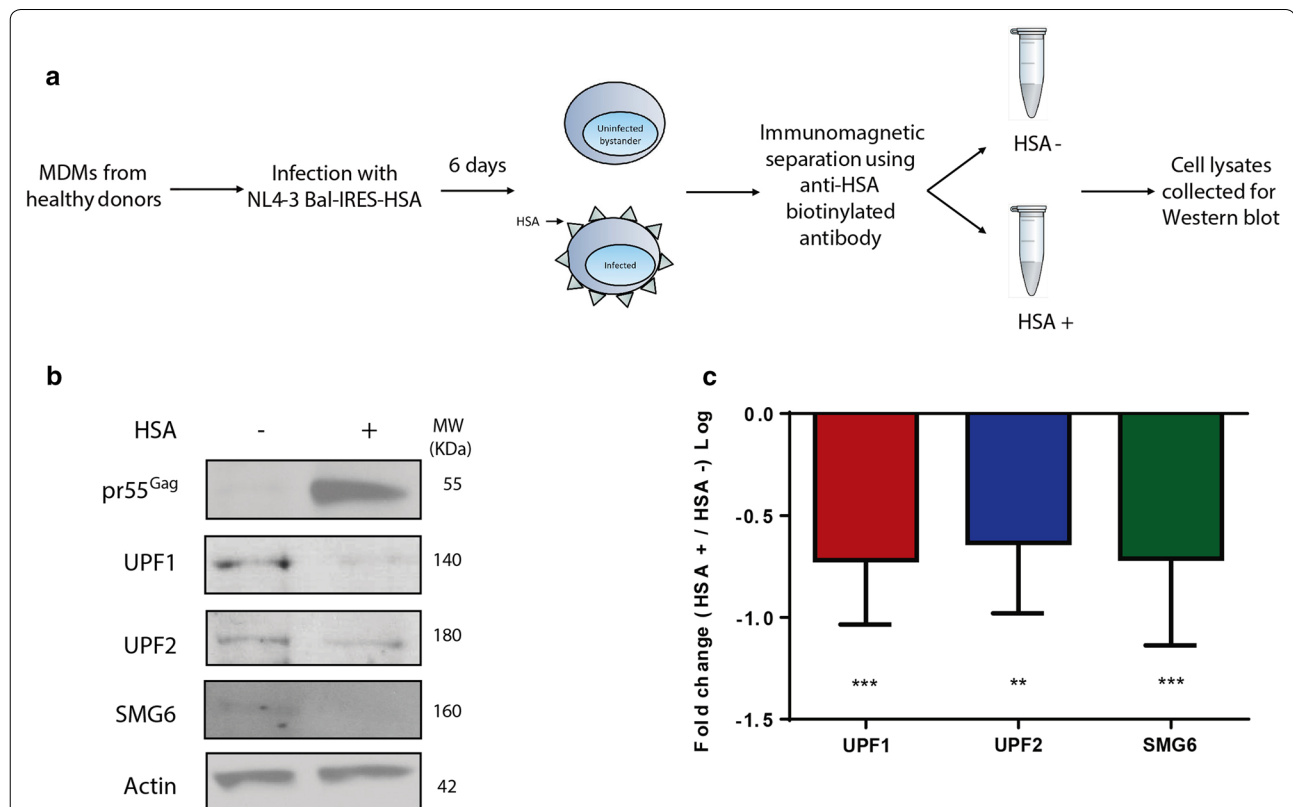 a
MDMs from
healthy donors
Infection with
NL4-3 Bal-IRES-HSA
6 days
Uninfected
bystander
HSA
Infected
Immunomagnetic
separation using
anti-HSA
biotinylated
antibody
HSA -
HSA +
Cell lysates
collected for
Western blot
b
HSA - + MW
(KDa)
pr55Gag 55
UPF1 140
UPF2 180
SMG6 160
Actin 42
c
Fold change (HSA + / HSA -) Log
0.0
-0.5
-1.0
-1.5
*** ** ***
UPF1 UPF2 SMG6